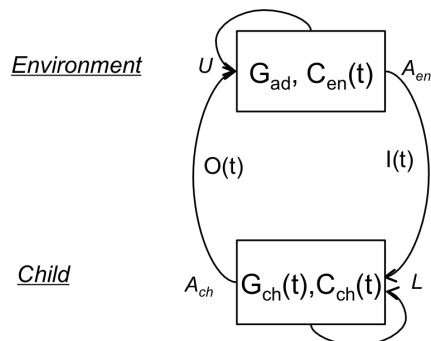 Environment
U
G_ad, C_en(t)
A_en
O(t)
I(t)
Child
A_ch
G_ch(t),C_ch(t)
L